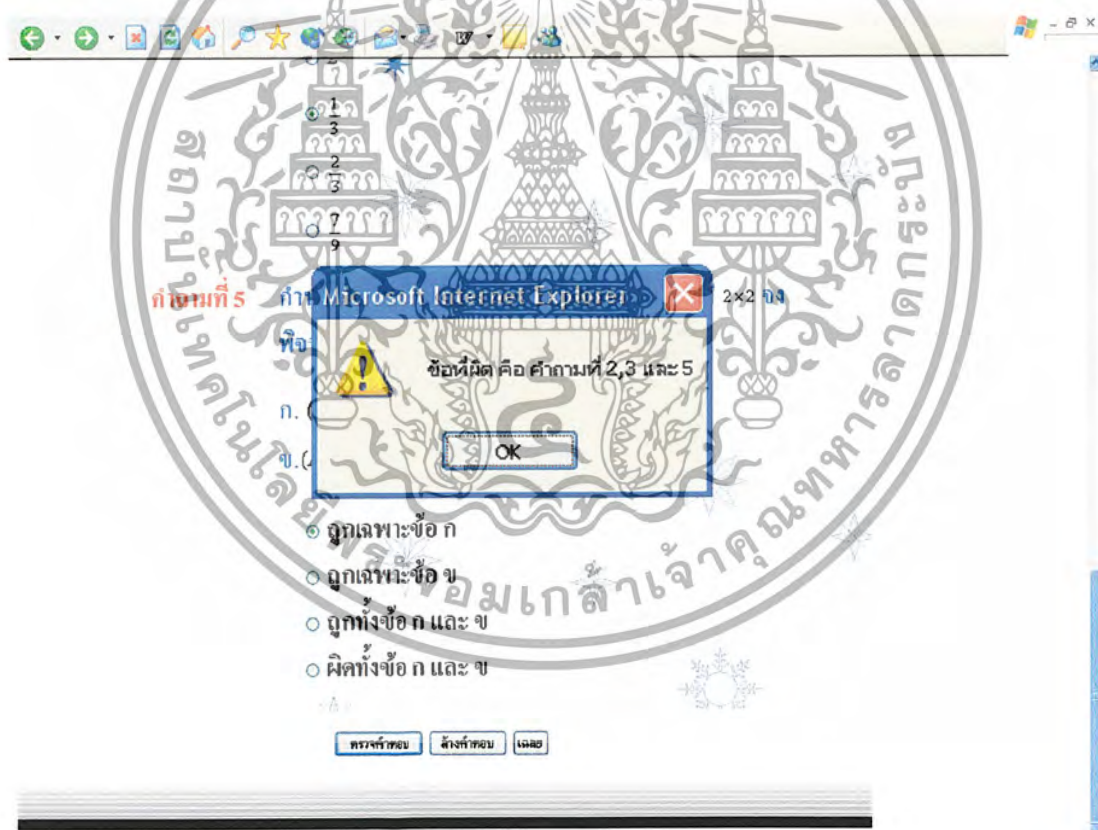 1/3
2/3
7/9
คำถามที่ 5 กำห
2×2 จง
พิจ
ก. (
ข.(
Microsoft Internet Explorer
ข้อที่ผิด คือ คำถามที่ 2,3 และ 5
OK
ถูกเฉพาะข้อ ก
ถูกเฉพาะข้อ ข
ถูกทั้งข้อ ก และ ข
ผิดทั้งข้อ ก และ ข
ตรวจคำตอบ ล้างคำตอบ เฉลย
สถาบันเทคโนโลยีพระจอมเกล้าเจ้าคุณทหารลาดกระบัง